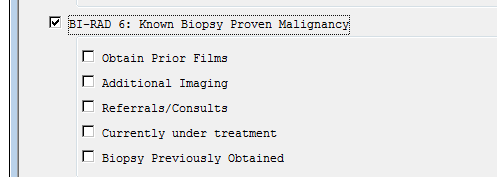 BI-RAD 6: Known Biopsy Proven Malignancy
Obtain Prior Films
Additional Imaging
Referrals/Consults
Currently under treatment
Biopsy Previously Obtained